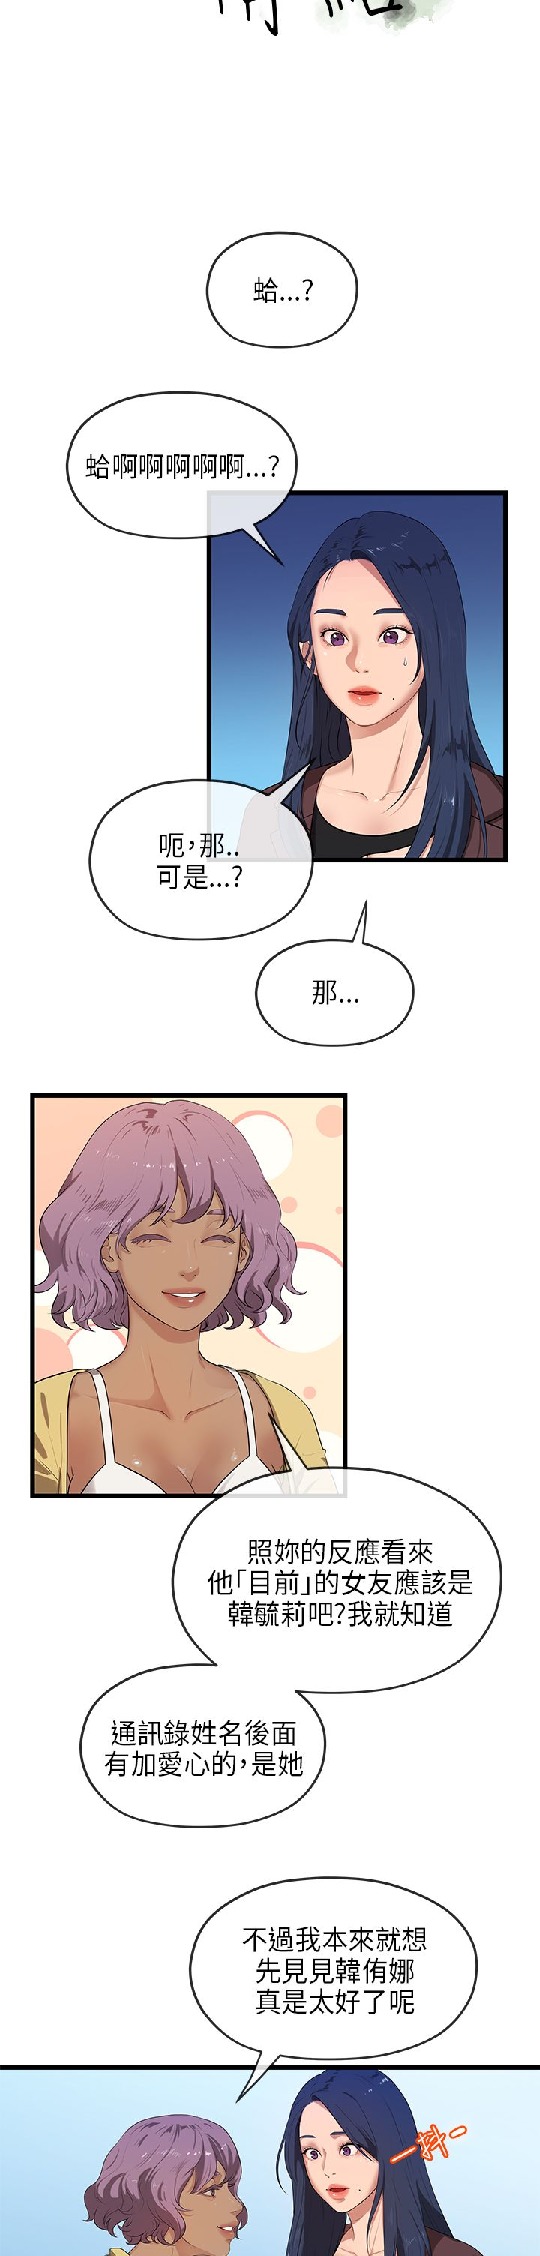 蛤...?
蛤啊啊啊啊啊...?
呃,那..
可是...?
那...
照妳的反應看來
他「目前」的女友應該是
韓毓莉吧?我就知道
通訊錄姓名後面
有加愛心的,是她
不過我本來就想
先見見韓侑娜
真是太好了呢
抖